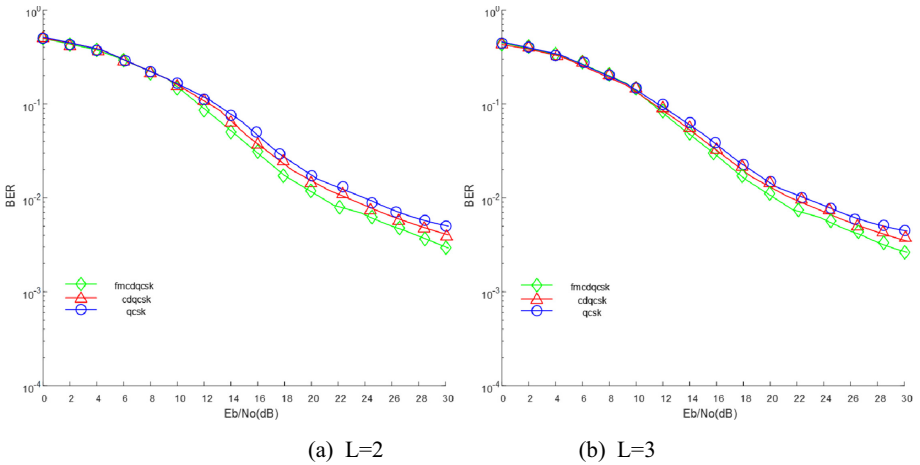 10^0
10^-1
10^-2
10^-3
10^-4
BER
0 2 4 6 8 10 12 14 16 18 20 22 24 26 28 30
Eb/No(dB)
fmcdqcsk
cdqcsk
qcsk
10^0
10^-1
10^-2
10^-3
10^-4
BER
0 2 4 6 8 10 12 14 16 18 20 22 24 26 28 30
Eb/No(dB)
fmcdqcsk
cdqcsk
qcsk
(a) L=2 (b) L=3